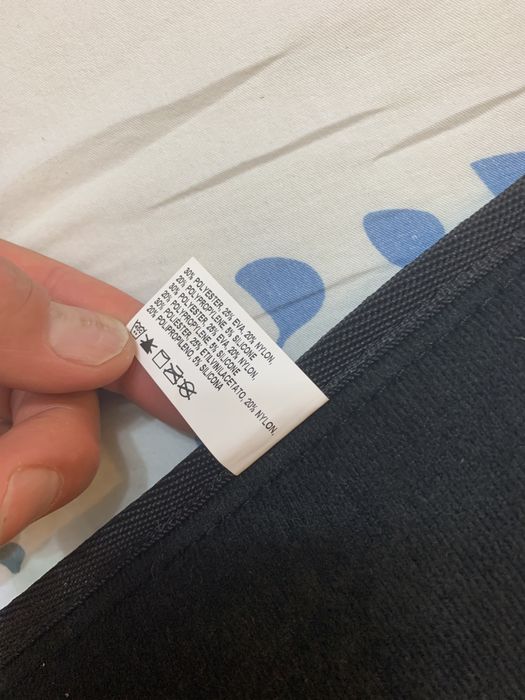 30% POLYESTER, 25% EVA, 20% NYLON,
20% POLYPROPYLENE 5% SILICONE
30% POLYESTER, 25% EVA, 20% NYLON,
20% POLYPROPYLENE 5% SILICONE
30% POLIESTER, 25% ETILVINILACETATO, 20% NYLON,
20% POLIPROPILENO, 5% SILICONA